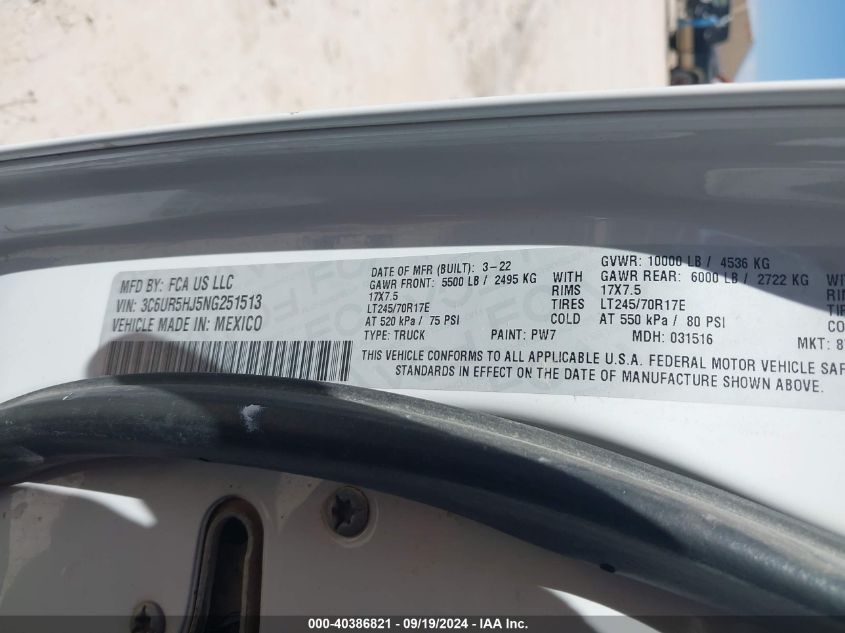 MFD BY: FCA US LLC
VIN: 3C6UR5HJ5NG251513
VEHICLE MADE IN: MEXICO
DATE OF MFR (BUILT): 3-22
GAWR FRONT: 5500 LB / 2495 KG WITH
17X7.5 RIMS
LT245/70R17E TIRES
AT 520 kPa / 75 PSI COLD
TYPE: TRUCK PAINT: PW7
GVWR: 10000 LB / 4536 KG
GAWR REAR: 6000 LB / 2722 KG WITH
17X7.5
LT245/70R17E
AT 550 kPa / 80 PSI
MDH: 031516 MKT:
THIS VEHICLE CONFORMS TO ALL APPLICABLE U.S.A. FEDERAL MOTOR VEHICLE
STANDARDS IN EFFECT ON THE DATE OF MANUFACTURE SHOWN ABOVE.
000-40386821 - 09/19/2024 - IAA Inc.